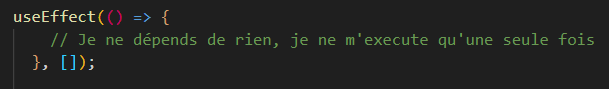 useEffect(() => {
// Je ne dépends de rien, je ne m'execute qu'une seule fois
}, []);